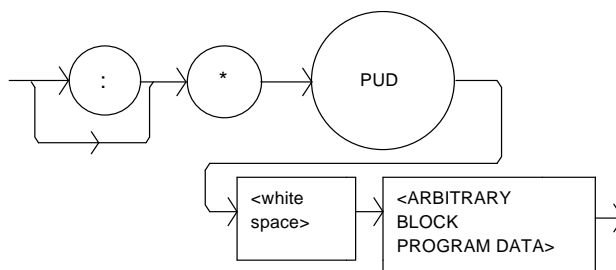 :
*
PUD
<white
space>
<ARBITRARY
BLOCK
PROGRAM DATA>